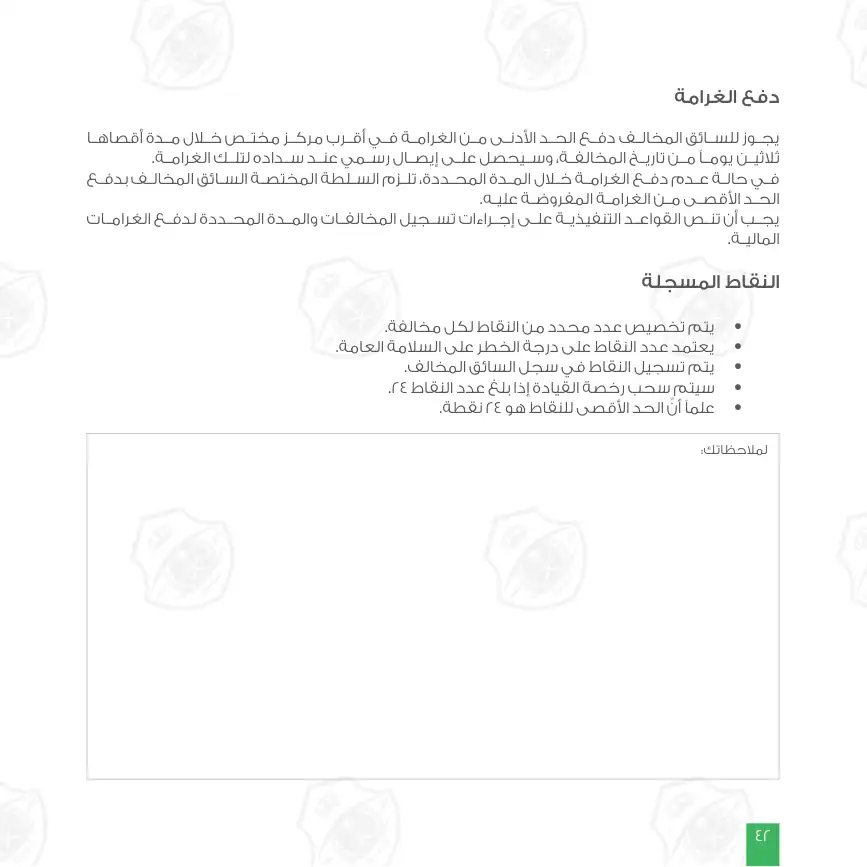 دفع الغرامة
يجوز للسائق المخالف دفع الحد الأدنى من الغرامة في أقرب مركز مختص خلال مدة أقصاها
ثلاثين يوماً من تاريخ المخالفة، وسيحصل على إيصال رسمي عند سداده لتلك الغرامة.
في حالة عدم دفع الغرامة خلال المدة المحددة، تلزم السلطة المختصة السائق المخالف بدفع
الحد الأقصى من الغرامة المفروضة عليه.
يجب أن تنص القواعد التنفيذية على إجراءات تسجيل المخالفات والمدة المحددة لدفع الغرامات
المالية.
النقاط المسجلة
• يتم تخصيص عدد محدد من النقاط لكل مخالفة.
• يعتمد عدد النقاط على درجة الخطر على السلامة العامة.
• يتم تسجيل النقاط في سجل السائق المخالف.
• سيتم سحب رخصة القيادة إذا بلغ عدد النقاط ٢٤.
• علماً أنّ الحد الأقصى للنقاط هو ٢٤ نقطة.
لملاحظاتك:
٤٢